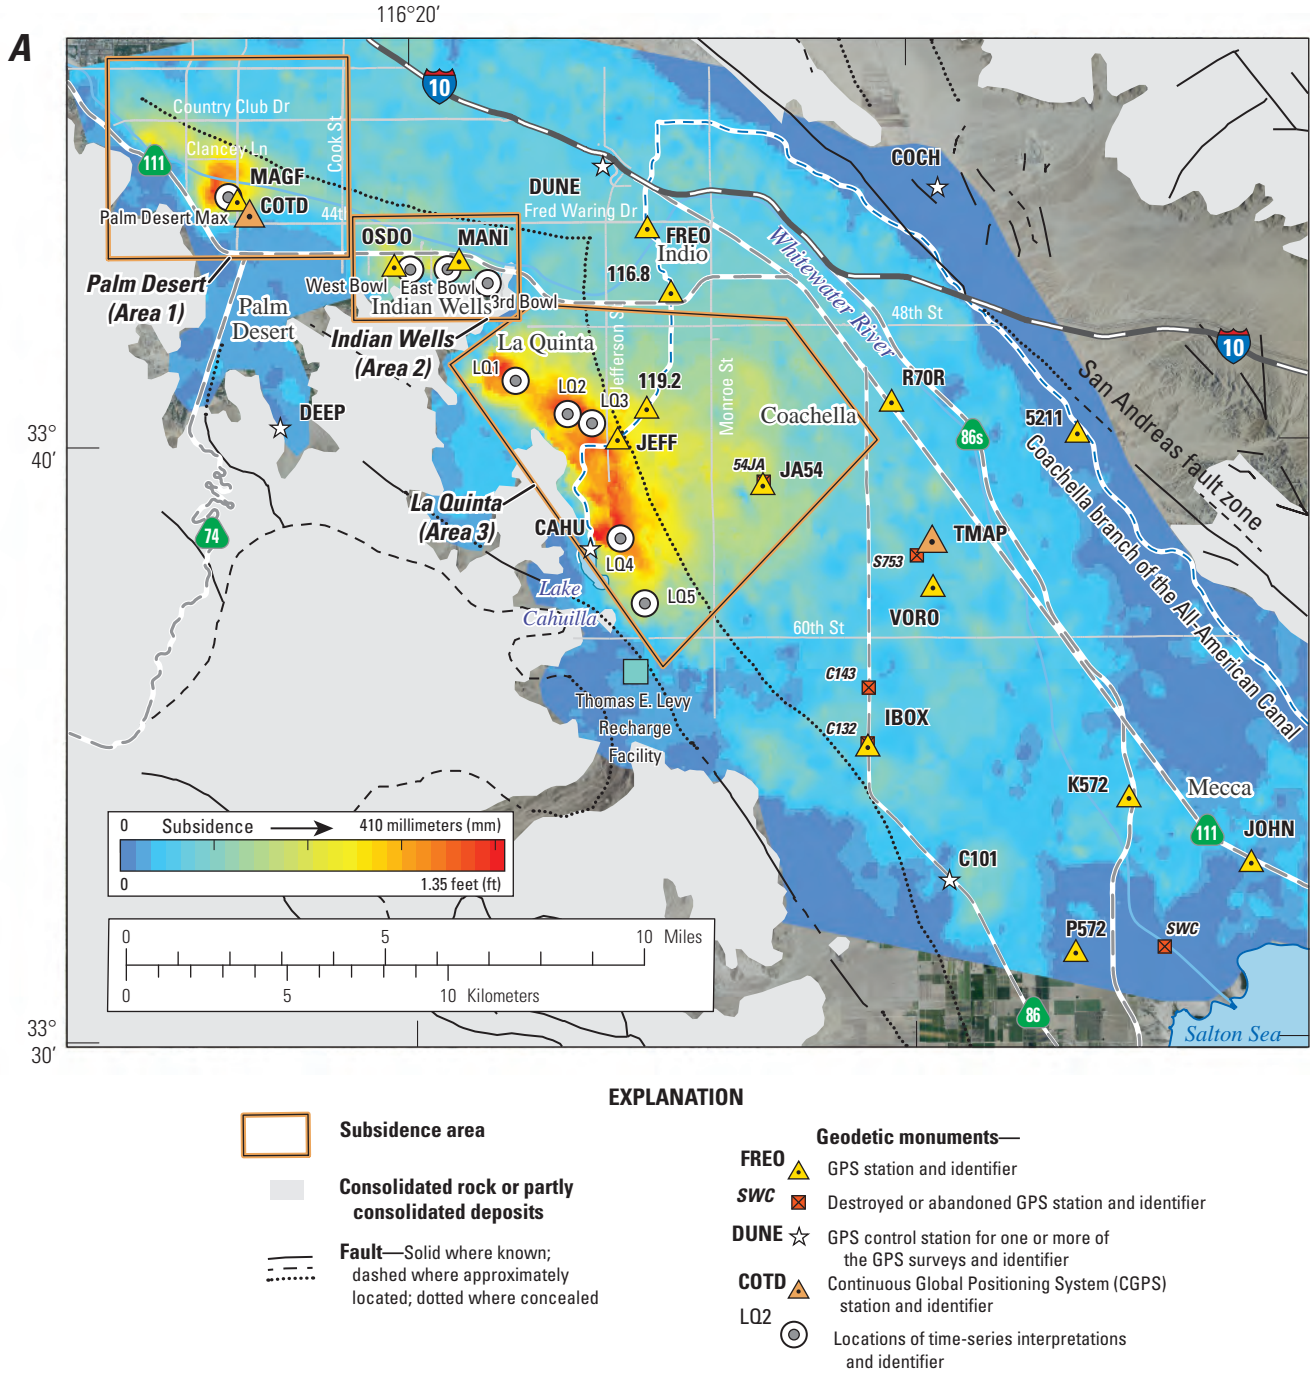 A
116°20′
10
Country Club Dr
Cook St
Clancey Ln
111
MAGF
COTD
Palm Desert Max
44th
COCH
DUNE
Fred Waring Dr
FREO
Indio
OSDO
MANI
116.8
West Bowl
East Bowl
3rd Bowl
Indian Wells
Palm Desert
(Area 1)
Palm
Desert
Indian Wells
(Area 2)
Whitewater River
48th St
10
La Quinta
Jefferson S
Monroe St
LQ1
LQ2
LQ3
119.2
R70R
San Andreas fault zone
DEEP
Coachella
86s
5211
33°
40′
JEFF
54JA
JA54
Coachella branch of the All-American Canal
La Quinta
(Area 3)
74
CAHU
TMAP
S753
LQ4
Lake
Cahuilla
LQ5
VORO
60th St
Thomas E. Levy
Recharge
Facility
C143
IBOX
C132
K572
Mecca
111
JOHN
0 Subsidence 410 millimeters (mm)
0 1.35 feet (ft)
C101
0 5 10 Miles
0 5 10 Kilometers
P572
SWC
33°
30′
86
Salton Sea
EXPLANATION
Subsidence area
Consolidated rock or partly
consolidated deposits
Fault—Solid where known;
dashed where approximately
located; dotted where concealed
Geodetic monuments—
FREO GPS station and identifier
SWC Destroyed or abandoned GPS station and identifier
DUNE GPS control station for one or more of
the GPS surveys and identifier
COTD Continuous Global Positioning System (CGPS)
station and identifier
LQ2 Locations of time-series interpretations
and identifier